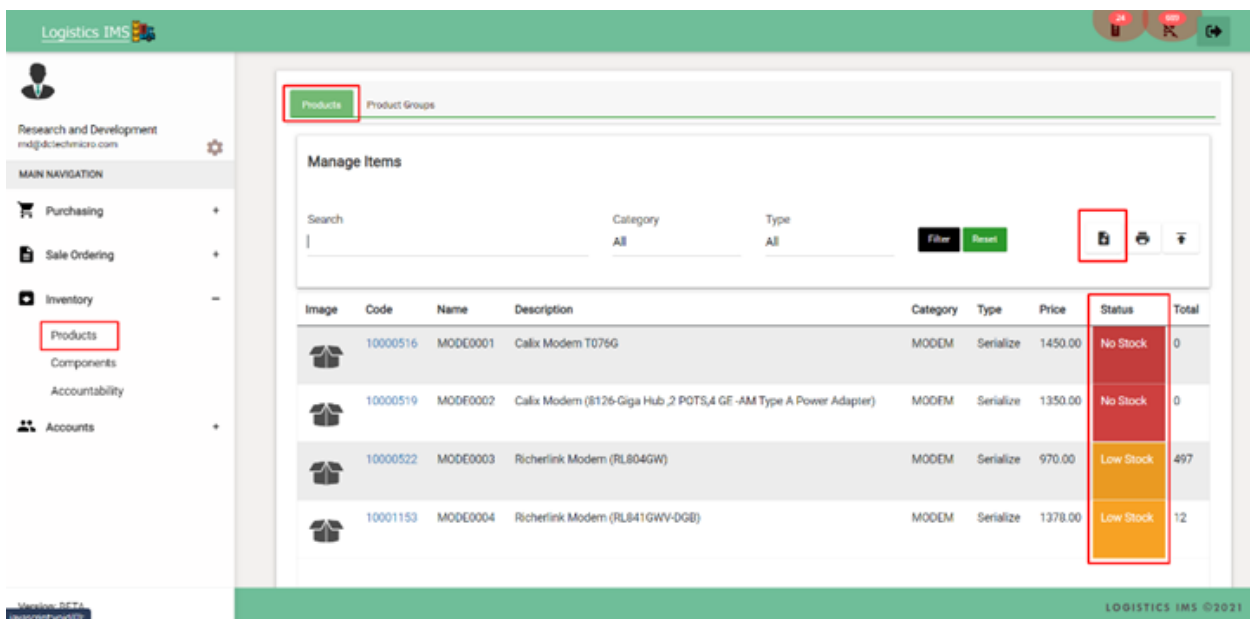 Logistics IMS
24
689
Research and Development
rnd@dctechmicro.com
MAIN NAVIGATION
Purchasing +
Sale Ordering +
Inventory −
Products
Components
Accountability
Accounts +
Products Product Groups
Manage Items
Search Category Type
All All Filter Reset
Image Code Name Description Category Type Price Status Total
10000516 MODE0001 Calix Modem T076G MODEM Serialize 1450.00 No Stock 0
10000519 MODE0002 Calix Modem (8126-Giga Hub ,2 POTS,4 GE -AM Type A Power Adapter) MODEM Serialize 1350.00 No Stock 0
10000522 MODE0003 Richerlink Modem (RL804GW) MODEM Serialize 970.00 Low Stock 497
10001153 MODE0004 Richerlink Modem (RL841GWV-DGB) MODEM Serialize 1378.00 Low Stock 12
Version: BETA
LOGISTICS IMS ©2021